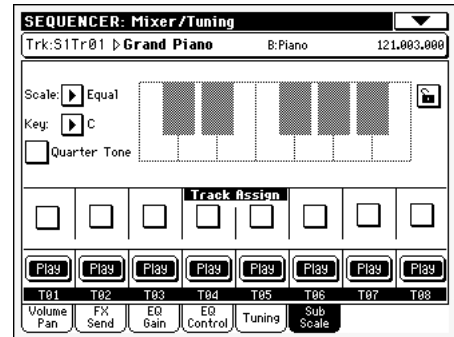 SEQUENCER: Mixer/Tuning
Trk:S1Tr01 ▷Grand Piano B:Piano 121.003.000
Scale: Equal
Key: C
Quarter Tone
Track Assign
Play Play Play Play Play Play Play Play
T01 T02 T03 T04 T05 T06 T07 T08
Volume Pan FX Send EQ Gain EQ Control Tuning Sub Scale